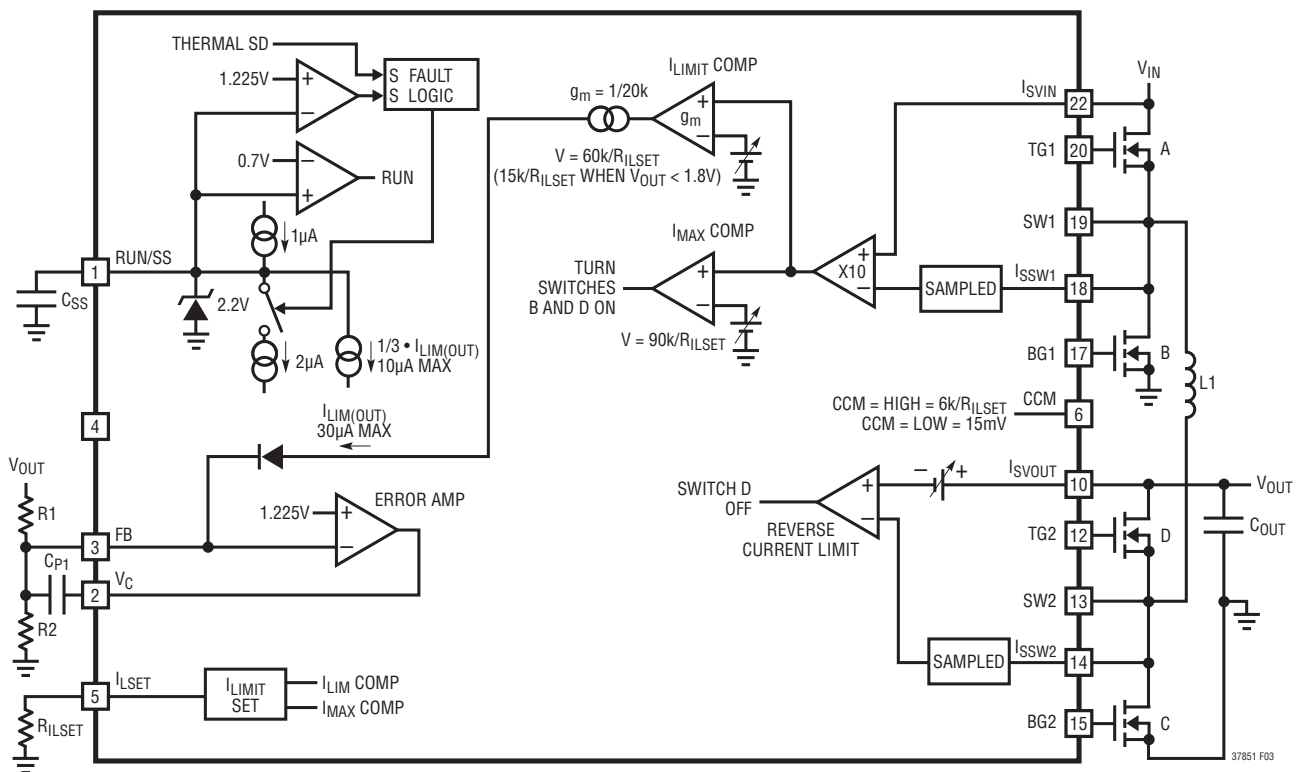 THERMAL SD
1.225V
+
−
S FAULT
S LOGIC
0.7V
−
+
RUN
1µA
1
RUN/SS
CSS
2.2V
2µA
1/3 • ILIM(OUT)
10µA MAX
gm = 1/20k
ILIMIT COMP
+
gm
−
V = 60k/RILSET
(15k/RILSET WHEN VOUT < 1.8V)
IMAX COMP
+
−
TURN
SWITCHES
B AND D ON
V = 90k/RILSET
+
X10
−
SAMPLED
ISVIN
22
VIN
TG1
20
A
SW1
19
ISSW1
18
BG1
17
B
L1
CCM
6
CCM = HIGH = 6k/RILSET
CCM = LOW = 15mV
4
ILIM(OUT)
30µA MAX
VOUT
R1
FB
3
CP1
VC
2
R2
1.225V
+
−
ERROR AMP
ILSET
5
RILSET
ILIMIT
SET
ILIM COMP
IMAX COMP
SWITCH D
OFF
+
−
REVERSE
CURRENT LIMIT
− +
ISVOUT
10
VOUT
TG2
12
D
COUT
SW2
13
SAMPLED
ISSW2
14
BG2
15
C
37851 F03